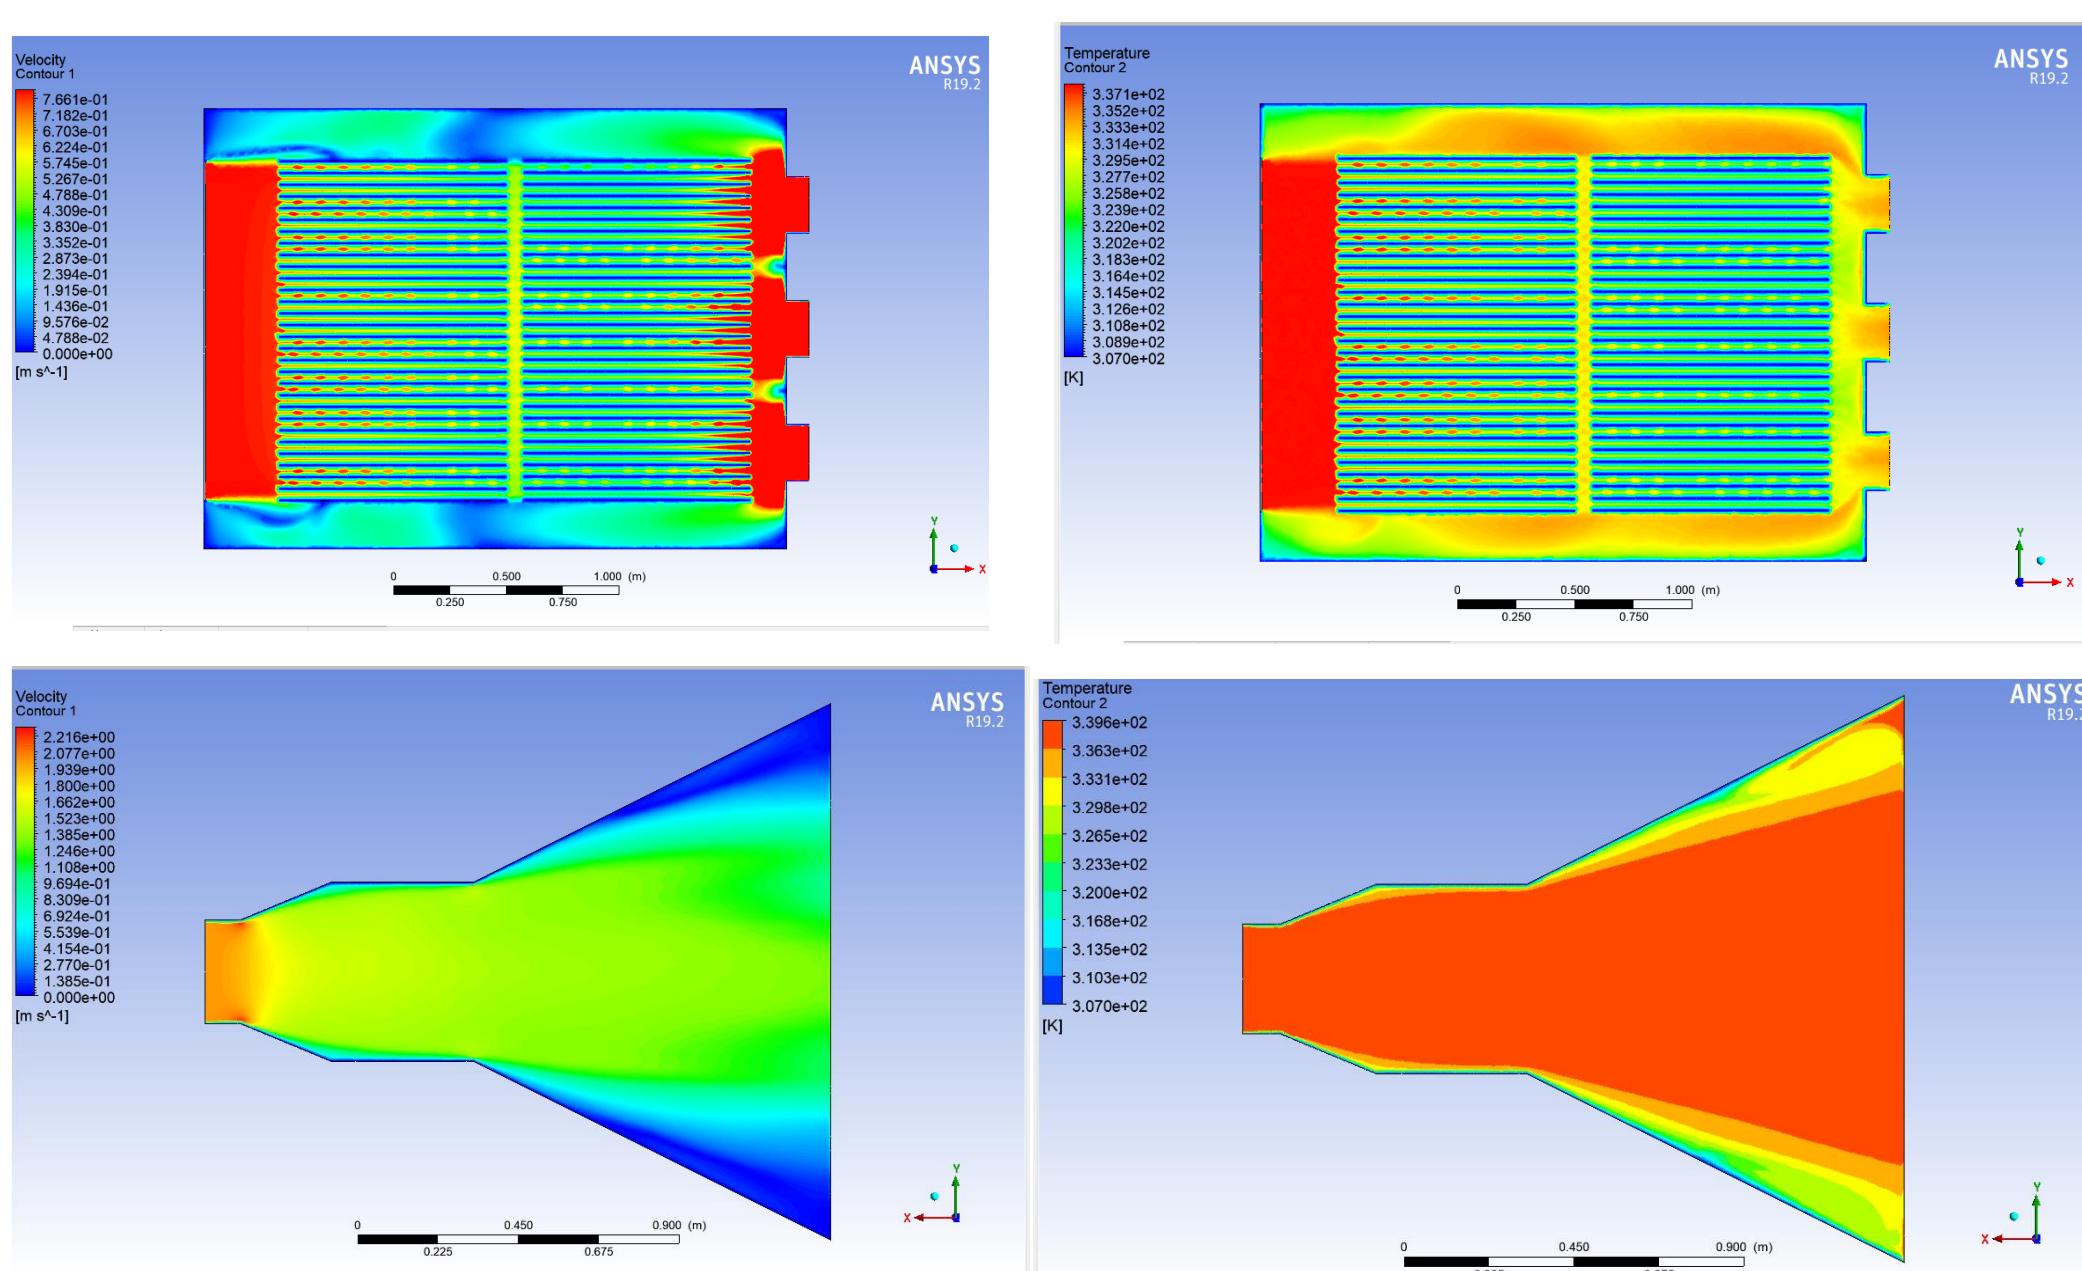 Velocity
Contour 1
7.661e-01
7.182e-01
6.703e-01
6.224e-01
5.745e-01
5.267e-01
4.788e-01
4.309e-01
3.830e-01
3.352e-01
2.873e-01
2.394e-01
1.915e-01
1.436e-01
9.576e-02
4.788e-02
0.000e+00
[m s^-1]
ANSYS
R19.2
Y
X
0 0.500 1.000 (m)
0.250 0.750
Temperature
Contour 2
3.371e+02
3.352e+02
3.333e+02
3.314e+02
3.295e+02
3.277e+02
3.258e+02
3.239e+02
3.220e+02
3.202e+02
3.183e+02
3.164e+02
3.145e+02
3.126e+02
3.108e+02
3.089e+02
3.070e+02
[K]
ANSYS
R19.2
Y
X
0 0.500 1.000 (m)
0.250 0.750
Velocity
Contour 1
2.216e+00
2.077e+00
1.939e+00
1.800e+00
1.662e+00
1.523e+00
1.385e+00
1.246e+00
1.108e+00
9.694e-01
8.309e-01
6.924e-01
5.539e-01
4.154e-01
2.770e-01
1.385e-01
0.000e+00
[m s^-1]
ANSYS
R19.2
Y
X
0 0.450 0.900 (m)
0.225 0.675
Temperature
Contour 2
3.396e+02
3.363e+02
3.331e+02
3.298e+02
3.265e+02
3.233e+02
3.200e+02
3.168e+02
3.135e+02
3.103e+02
3.070e+02
[K]
ANSYS
R19.2
Y
X
0 0.450 0.900 (m)